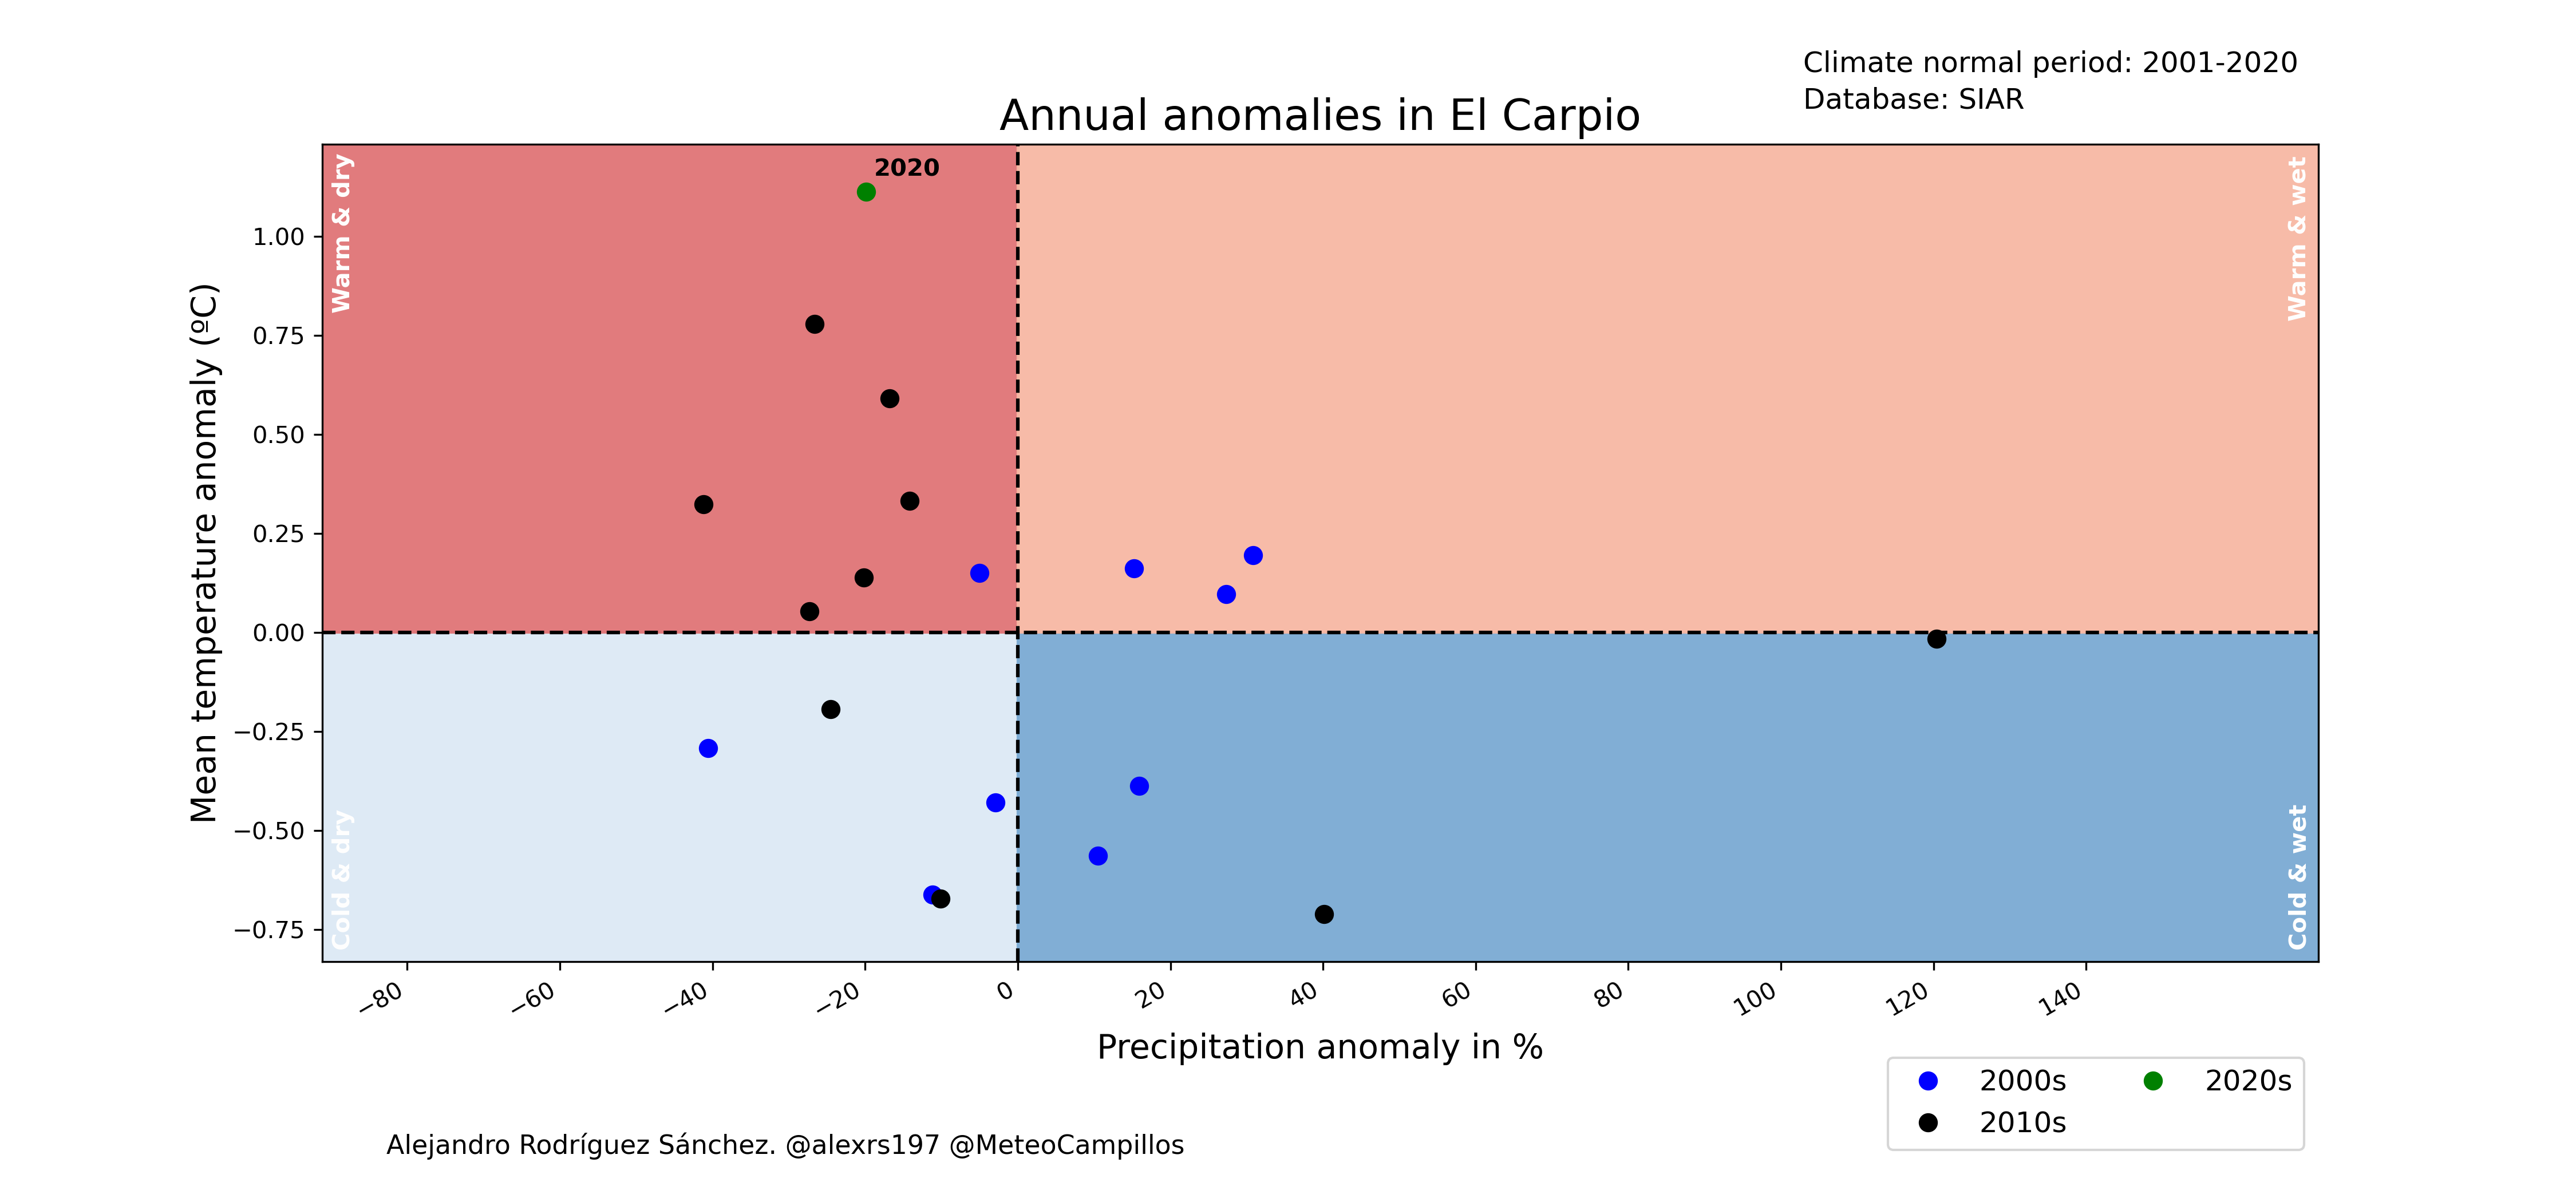 Climate normal period: 2001-2020
Database: SIAR
Annual anomalies in El Carpio
2020
Warm & dry
Warm & wet
Cold & dry
Cold & wet
Mean temperature anomaly (ºC)
1.00
0.75
0.50
0.25
0.00
−0.25
−0.50
−0.75
−80
−60
−40
−20
0
20
40
60
80
100
120
140
Precipitation anomaly in %
2000s
2010s
2020s
Alejandro Rodríguez Sánchez. @alexrs197 @MeteoCampillos